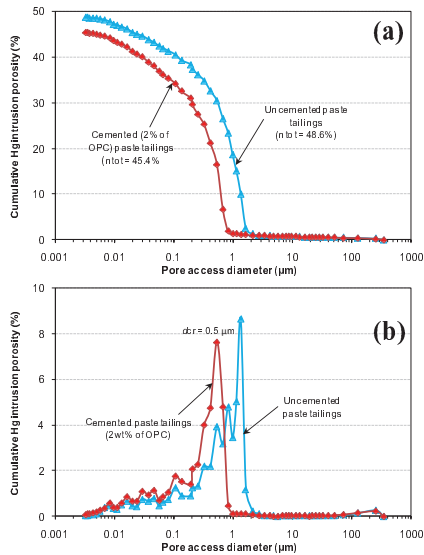 (a)
Cumulative Hg intrusion porosity (%)
50
40
30
20
10
0
Uncemented paste
tailings
(ntot = 48.6%)
Cemented (2% of
OPC) paste tailings
(ntot = 45.4%
0.001
0.01
0.1
1
10
100
1000
Pore access diameter (μm)
(b)
Cumulative Hg intrusion porosity (%)
10
8
6
4
2
0
dcr = 0.5 μm
Cemented paste tailings
(2wt% of OPC)
Uncemented
paste tailings
0.001
0.01
0.1
1
10
100
1000
Pore access diameter (μm)